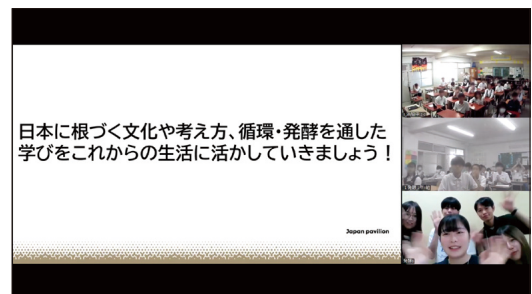 日本に根づく文化や考え方、循環・発酵を通した
学びをこれからの生活に活かしていきましょう！
Japan pavilion